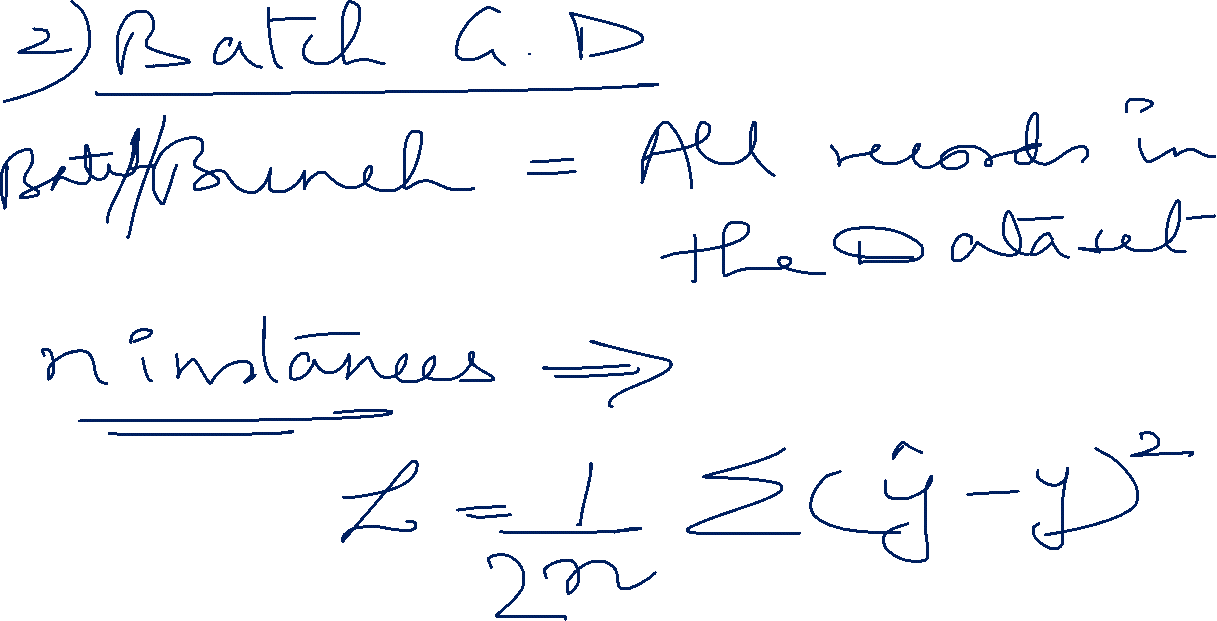 2) Batch G.D
Batch/Bunch = All records in
the Dataset
n instances ⇒
L = 1/2n Σ(ŷ - y)²